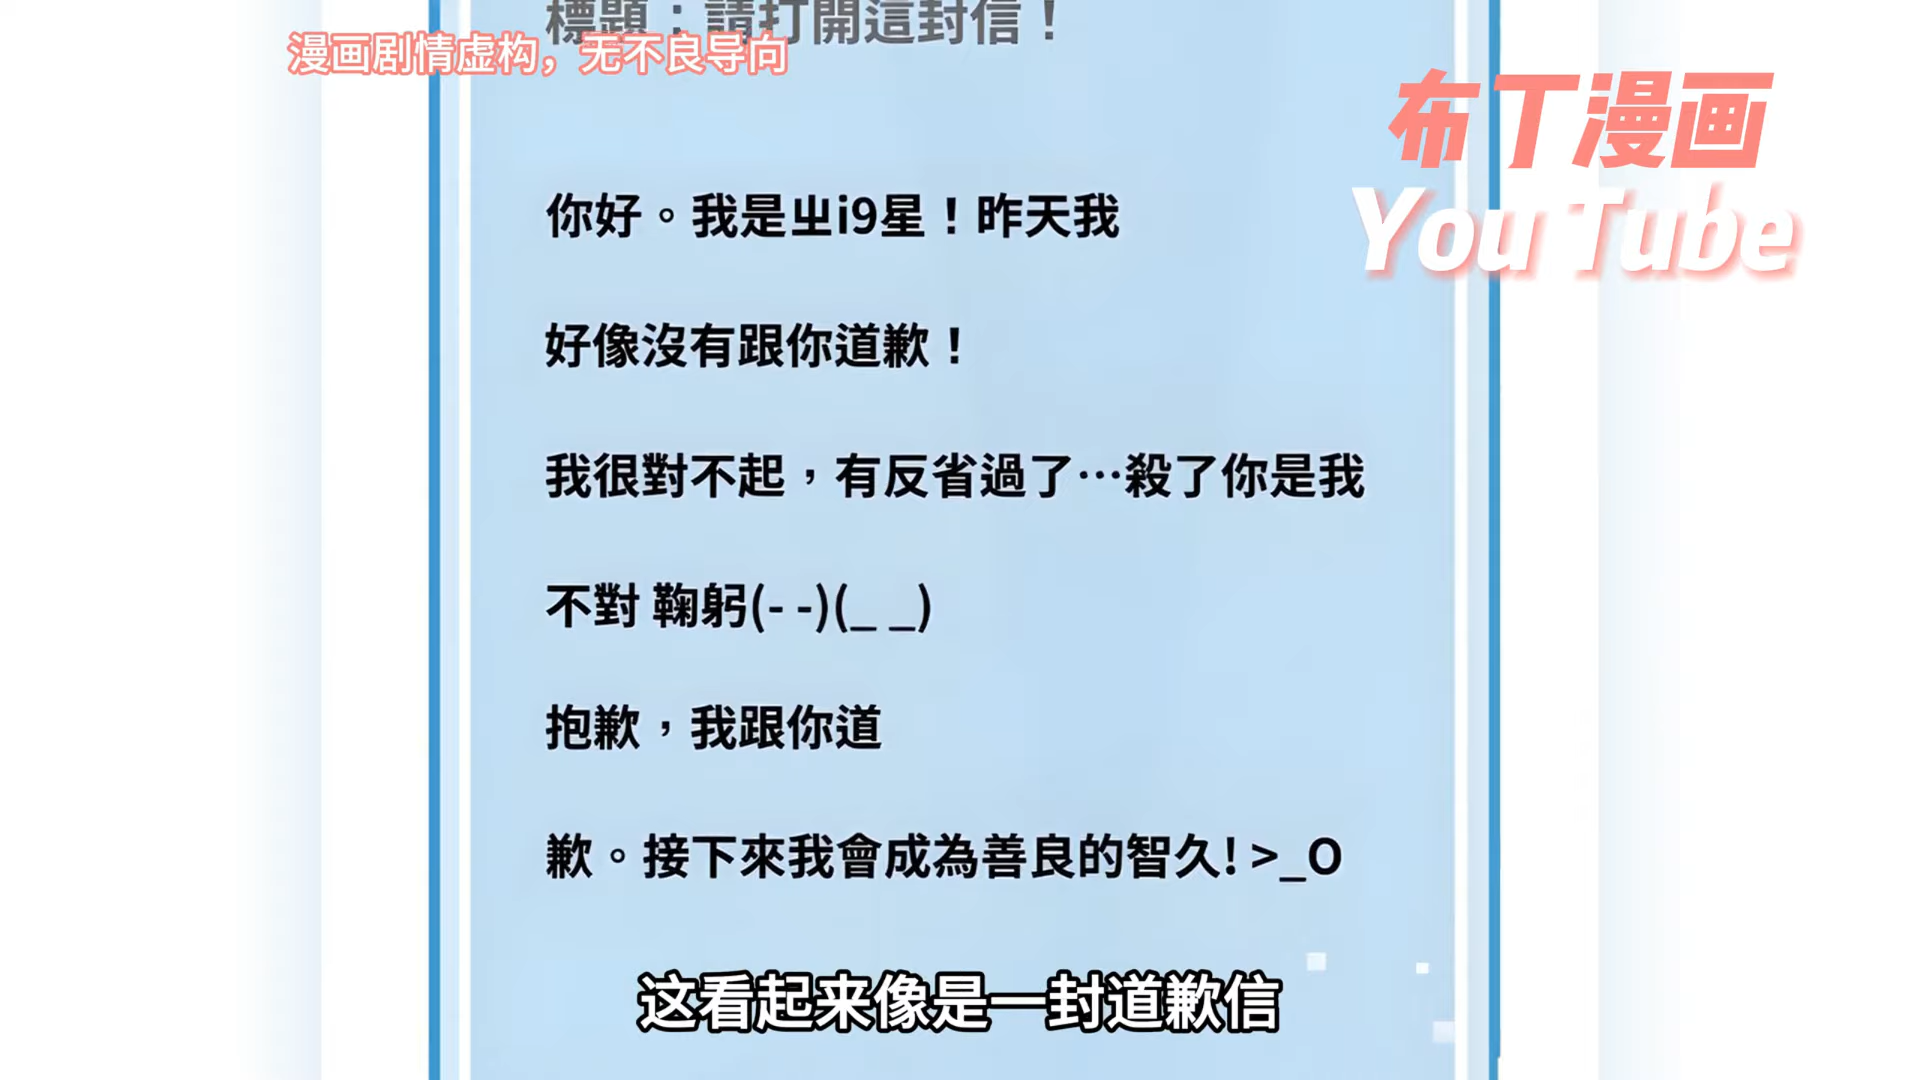 標題：請打開這封信！
漫画剧情虚构，无不良导向
布丁漫画
YouTube
你好。我是ㄓi9星！昨天我
好像沒有跟你道歉！
我很對不起，有反省過了…殺了你是我
不對 鞠躬(- -)(_ _)
抱歉，我跟你道
歉。接下來我會成為善良的智久! >_O
这看起来像是一封道歉信